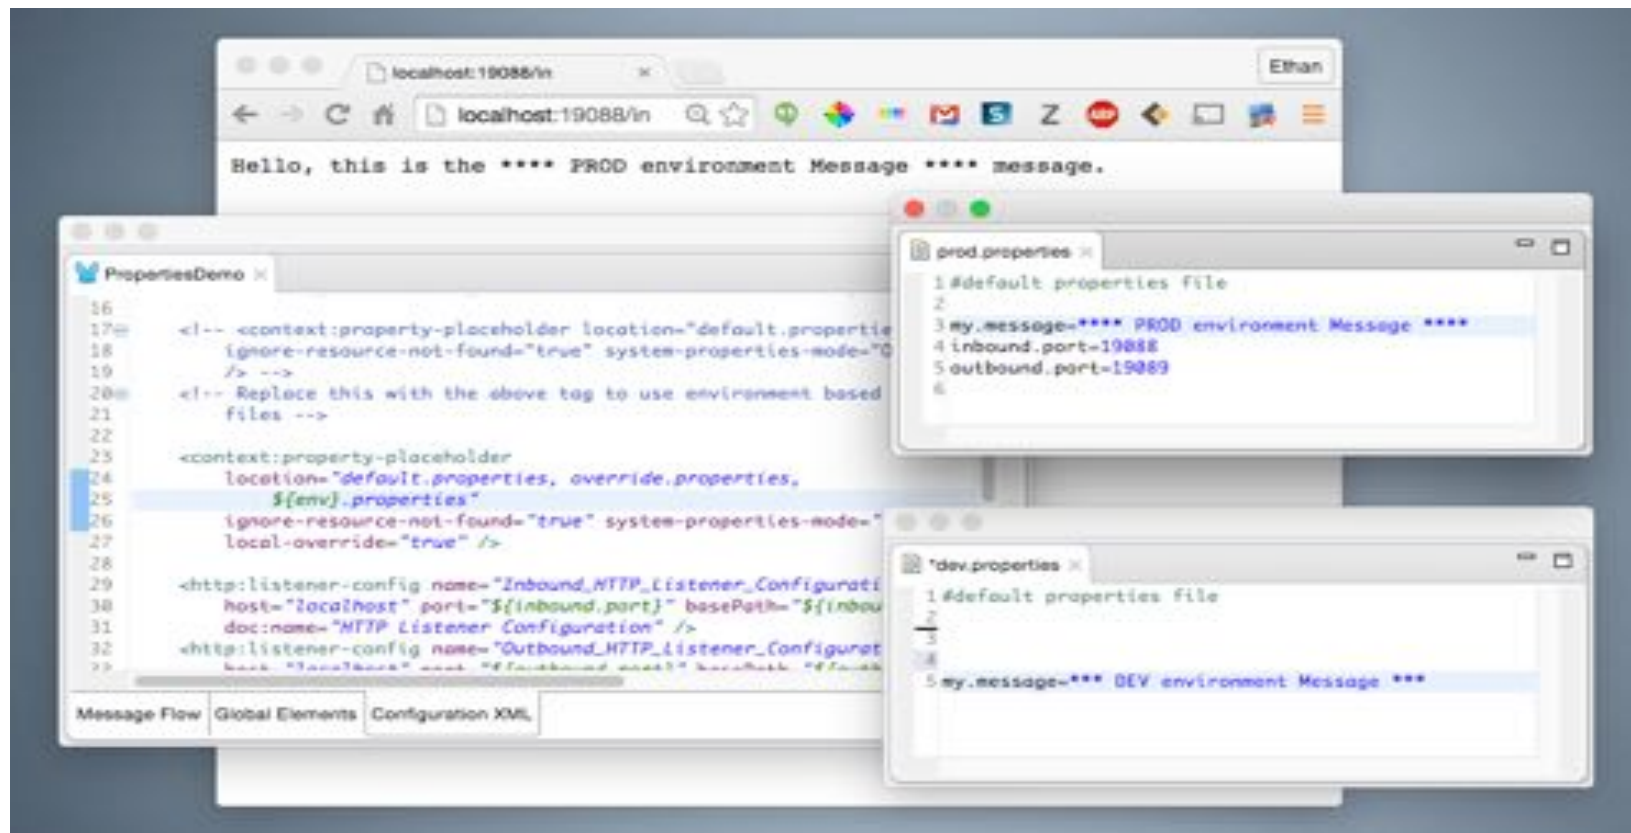 localhost:19088/in
Ethan
localhost:19088/in
Hello, this is the **** PROD environment Message **** message.
PropertiesDemo
16
17 <!-- <context:property-placeholder location="default.propertie
18 ignore-resource-not-found="true" system-properties-mode="O
19 /> -->
20 <!-- Replace this with the above tag to use environment based
21 files -->
22
23 <context:property-placeholder
24 location="default.properties, override.properties,
25 ${env}.properties"
26 ignore-resource-not-found="true" system-properties-mode="
27 local-override="true" />
28
29 <http:listener-config name="Inbound_HTTP_Listener_Configurati
30 host="localhost" port="${inbound.port}" basePath="${inbou
31 doc:name="HTTP Listener Configuration" />
32 <http:listener-config name="Outbound_HTTP_Listener_Configurat
Message Flow Global Elements Configuration XML
prod.properties
1 #default properties file
2
3 my.message=**** PROD environment Message ****
4 inbound.port=19088
5 outbound.port=19089
6
*dev.properties
1 #default properties file
2
3
4
5 my.message=*** DEV environment Message ***